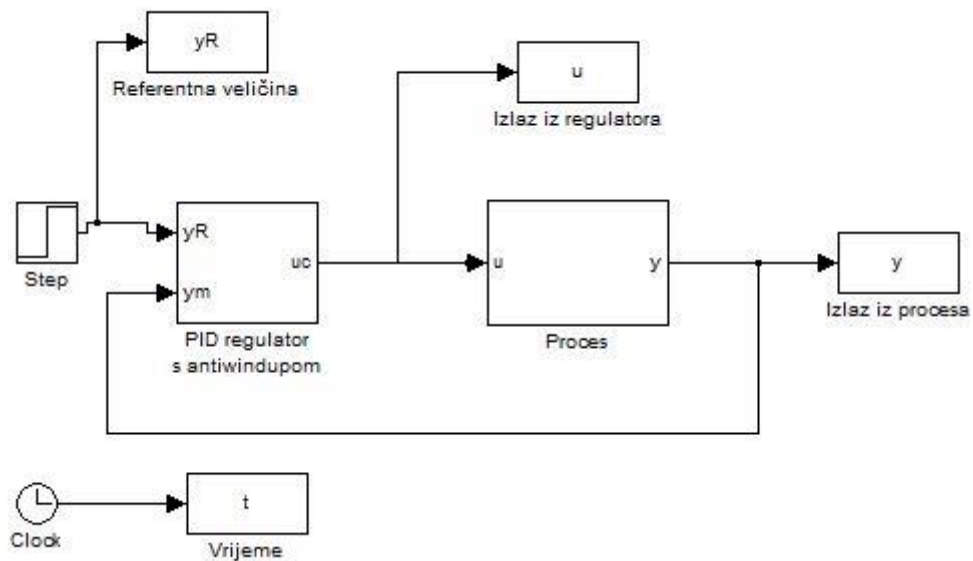 yR
Referentna veličina
u
Izlaz iz regulatora
Step
yR
ym
uc
PID regulator
s antiwindupom
u
y
Proces
y
Izlaz iz procesa
Clock
t
Vrijeme